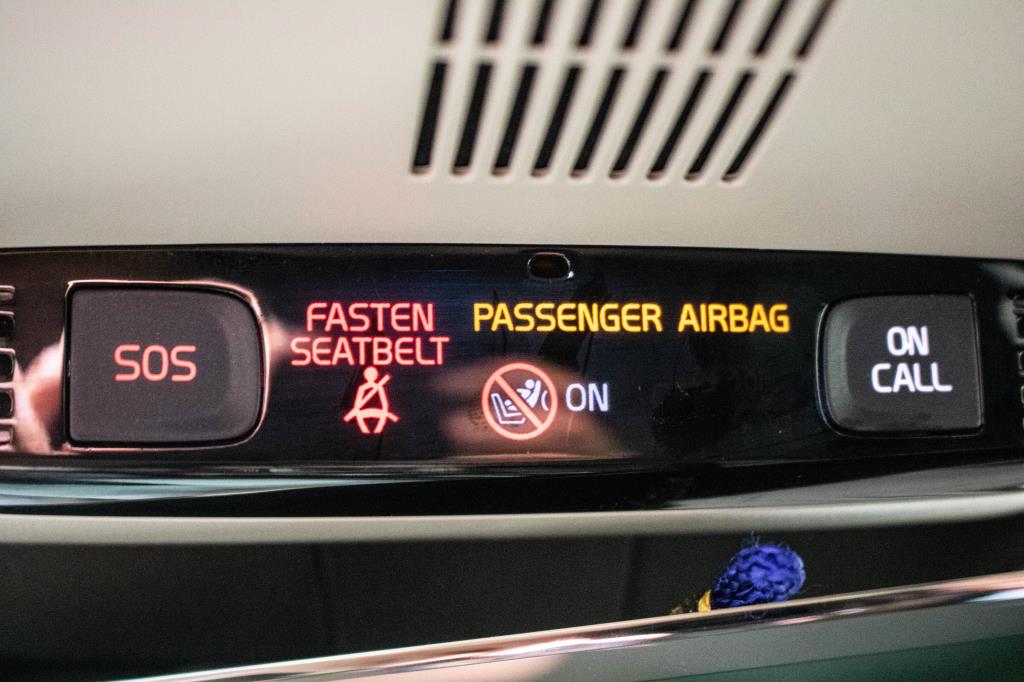 SOS
FASTEN
SEATBELT
PASSENGER AIRBAG
ON
ON
CALL